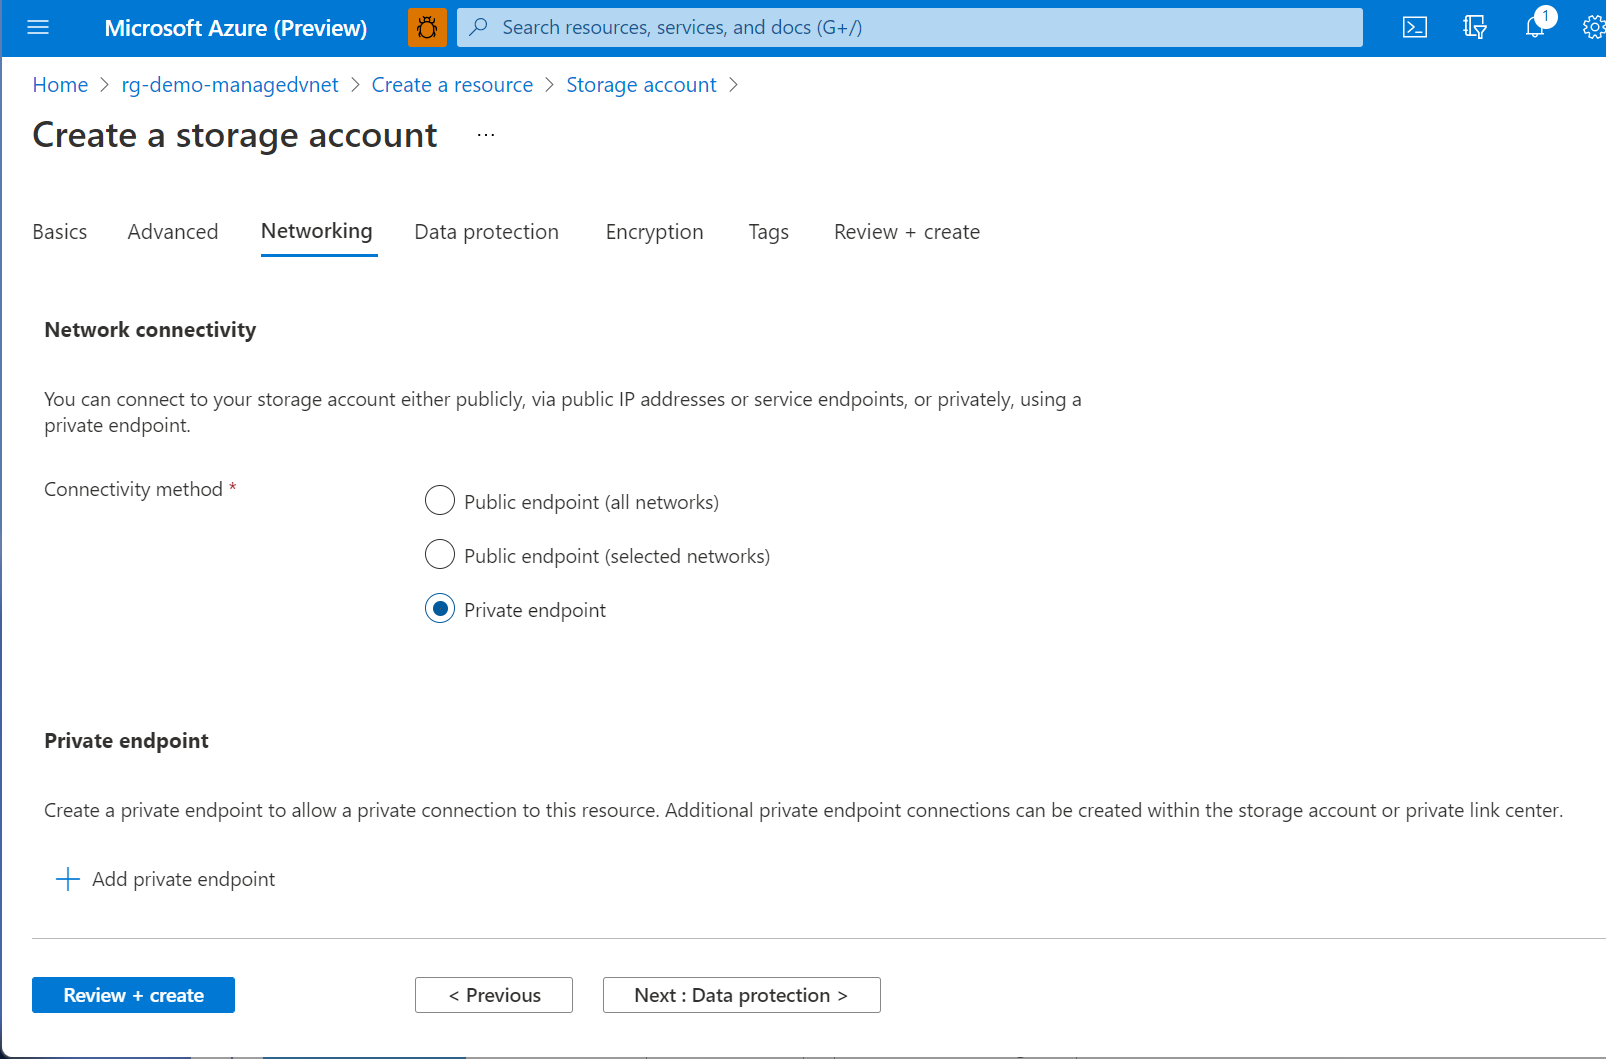 Microsoft Azure (Preview)
Search resources, services, and docs (G+/)
1
Home > rg-demo-managedvnet > Create a resource > Storage account >
Create a storage account ...
Basics Advanced Networking Data protection Encryption Tags Review + create
Network connectivity
You can connect to your storage account either publicly, via public IP addresses or service endpoints, or privately, using a
private endpoint.
Connectivity method *
Public endpoint (all networks)
Public endpoint (selected networks)
Private endpoint
Private endpoint
Create a private endpoint to allow a private connection to this resource. Additional private endpoint connections can be created within the storage account or private link center.
+ Add private endpoint
Review + create
< Previous
Next : Data protection >